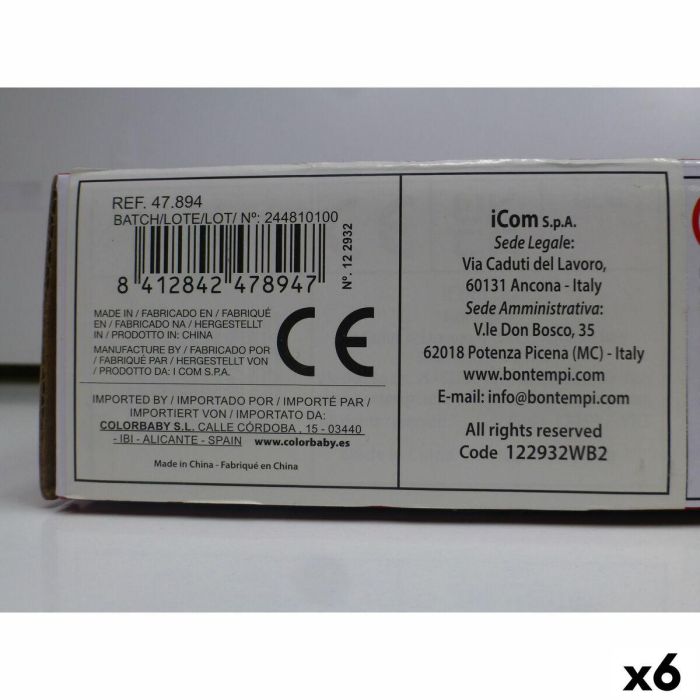 REF. 47.894
BATCH/LOTE/LOT/ Nº: 244810100
Nº. 12 2932
8 412842 478947
MADE IN / FABRICADO EN / FABRIQUÉ
EN / FABRICADO NA / HERGESTELLT
IN / PRODOTTO IN: CHINA
MANUFACTURE BY / FABRICADO POR
/ FABRIQUÉ PAR / HERGESTELLT VON
/ PRODOTTO DA: I COM S.P.A.
CE
IMPORTED BY / IMPORTADO POR / IMPORTÉ PAR /
IMPORTIERT VON / IMPORTATO DA:
COLORBABY S.L. CALLE CÓRDOBA , 15 - 03440
- IBI - ALICANTE - SPAIN www.colorbaby.es
Made in China - Fabriqué en China
iCom S.p.A.
Sede Legale:
Via Caduti del Lavoro,
60131 Ancona - Italy
Sede Amministrativa:
V.le Don Bosco, 35
62018 Potenza Picena (MC) - Italy
www.bontempi.com
E-mail: info@bontempi.com
All rights reserved
Code 122932WB2
x6